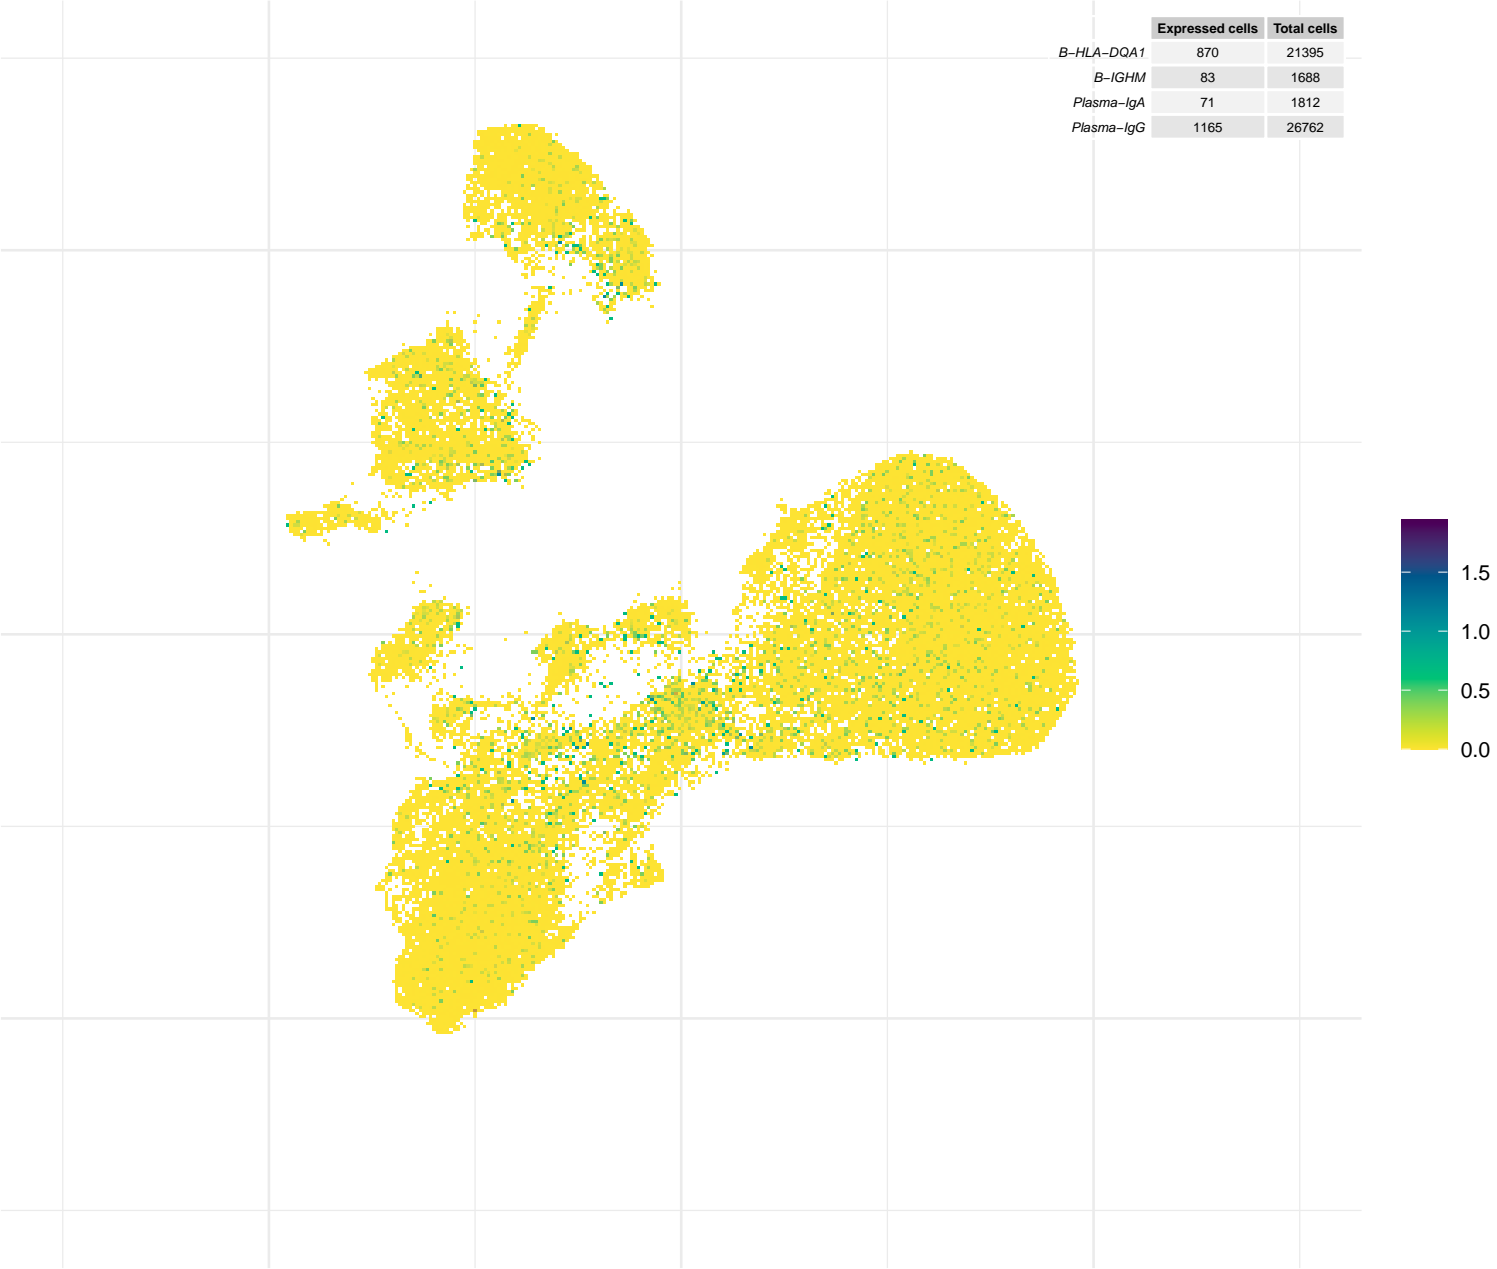 Expressed cells Total cells
B−HLA−DQA1 870 21395
B−IGHM 83 1688
Plasma−IgA 71 1812
Plasma−IgG 1165 26762
1.5
1.0
0.5
0.0